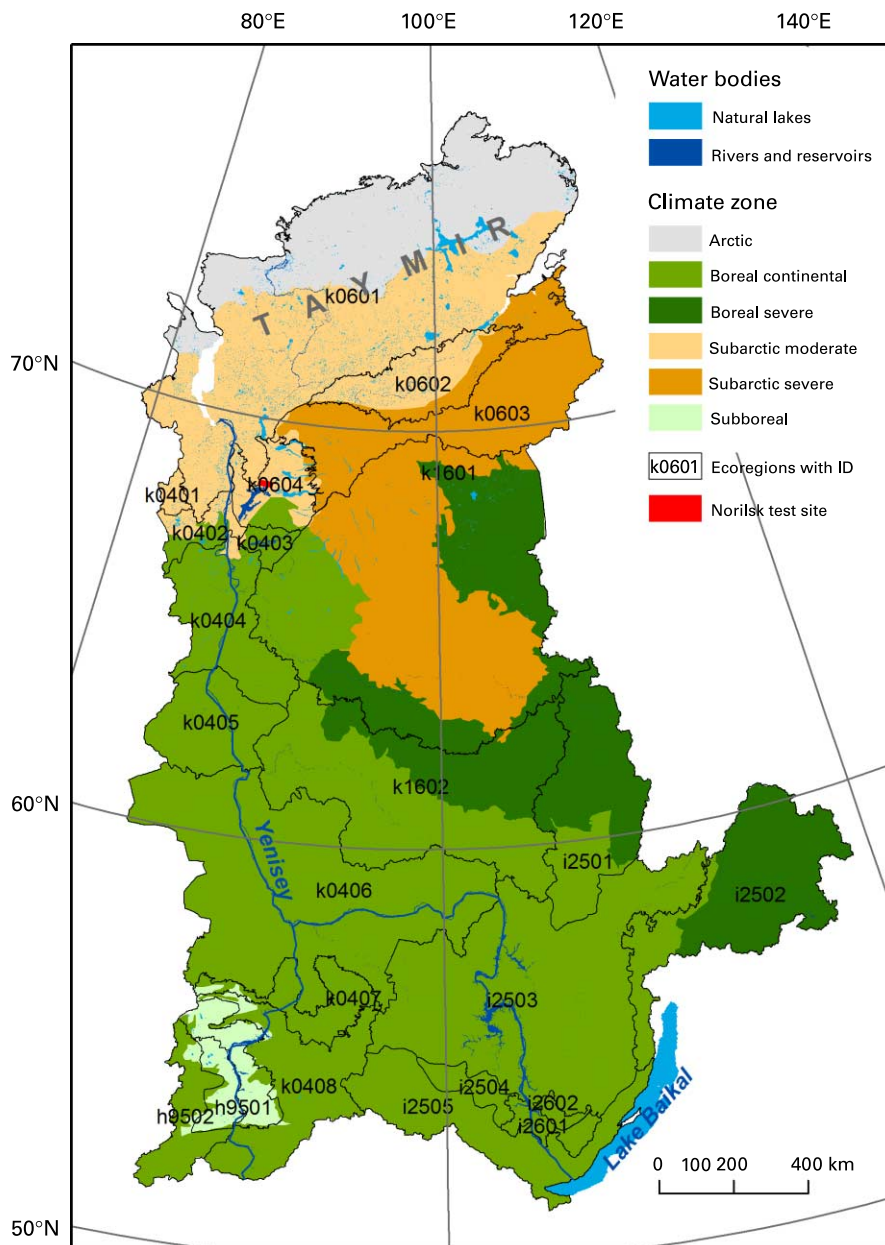 80°E
100°E
120°E
140°E
Water bodies
Natural lakes
Rivers and reservoirs
Climate zone
Arctic
Boreal continental
Boreal severe
Subarctic moderate
Subarctic severe
Subboreal
k0601 Ecoregions with ID
Norilsk test site
TAYMIR
k0601
70°N
k0602
k0603
k1601
k0604
k0401
k0402
k0403
k0404
k0405
k1602
60°N
Yenisey
i2501
k0406
i2502
k0407
i2503
k0408
i2504
i2505
i2602
i2601
h9501
h9502
Lake Baikal
0 100 200 400 km
50°N